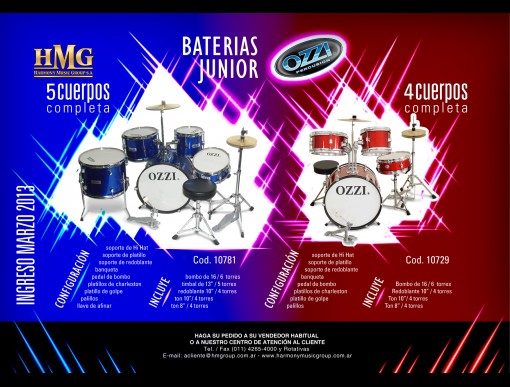 HMG
HARMONY MUSIC GROUP S.A.
BATERIAS
JUNIOR
OZZI
PERCUSSION
5 cuerpos
completa
4 cuerpos
completa
OZZI.
OZZI.
INGRESO MARZO 2013
CONFIGURACIÓN
soporte de Hi Hat
soporte de platillo
soporte de redoblante
banqueta
pedal de bombo
platillos de charleston
platillo de golpe
palillos
llave de afinar
INCLUYE
Cod. 10781
bombo de 16/ 6 torres
timbal de 13" / 5 torres
redoblante 10" / 4 torres
ton 10"/ 4 torres
ton 8" / 4 torres
CONFIGURACIÓN
soporte de Hi Hat
soporte de platillo
soporte de redoblante
banqueta
pedal de bombo
platillos de charleston
platillo de golpe
palillos
INCLUYE
Cod. 10729
Bombo de 16/ 6 torres
redoblante 10" / 4 torres
Ton 10"/ 4 torres
Ton 8" / 4 torres
HAGA SU PEDIDO A SU VENDEDOR HABITUAL
O A NUESTRO CENTRO DE ATENCIÓN AL CLIENTE
Tel. / Fax (011) 4265-4000 y Rotativas
E-mail: acliente@hmgroup.com.ar - www.harmonymusicgroup.com.ar